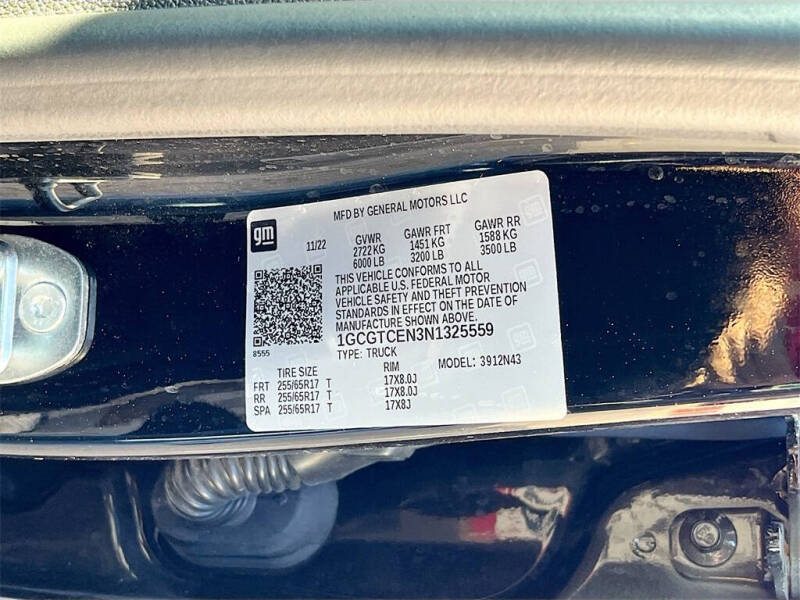 MFD BY GENERAL MOTORS LLC
gm
11/22
GVWR GAWR FRT GAWR RR
2722 KG 1451 KG 1588 KG
6000 LB 3200 LB 3500 LB
THIS VEHICLE CONFORMS TO ALL
APPLICABLE U.S. FEDERAL MOTOR
VEHICLE SAFETY AND THEFT PREVENTION
STANDARDS IN EFFECT ON THE DATE OF
MANUFACTURE SHOWN ABOVE.
1GCGTCEN3N1325559
8555
TYPE: TRUCK
MODEL: 3912N43
TIRE SIZE RIM
FRT 255/65R17 T 17X8.0J
RR 255/65R17 T 17X8.0J
SPA 255/65R17 T 17X8J